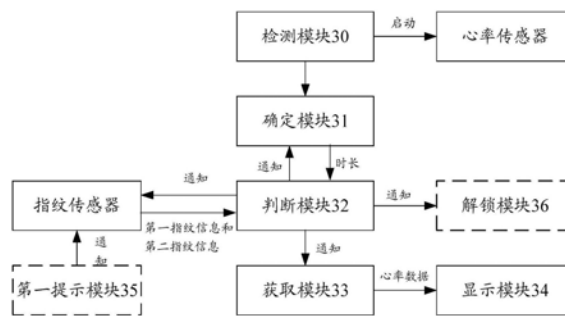 检测模块30
启动
心率传感器
确定模块31
通知
时长
通知
指纹传感器
判断模块32
通知
解锁模块36
第一指纹信息和
第二指纹信息
通
知
通知
第一提示模块35
获取模块33
心率数据
显示模块34